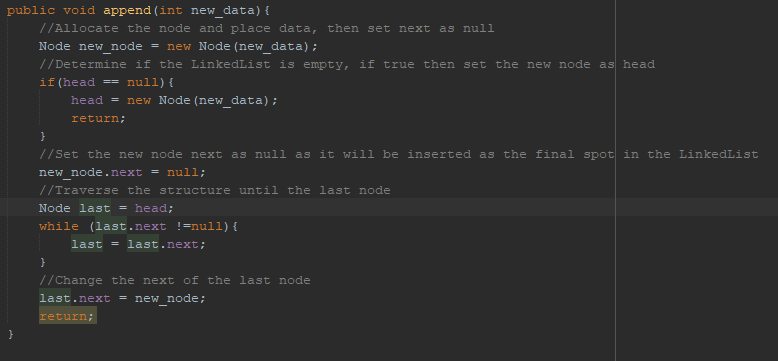 public void append(int new_data){
//Allocate the node and place data, then set next as null
Node new_node = new Node(new_data);
//Determine if the LinkedList is empty, if true then set the new node as head
if(head == null){
head = new Node(new_data);
return;
}
//Set the new node next as null as it will be inserted as the final spot in the LinkedList
new_node.next = null;
//Traverse the structure until the last node
Node last = head;
while (last.next !=null){
last = last.next;
}
//Change the next of the last node
last.next = new_node;
return;
}